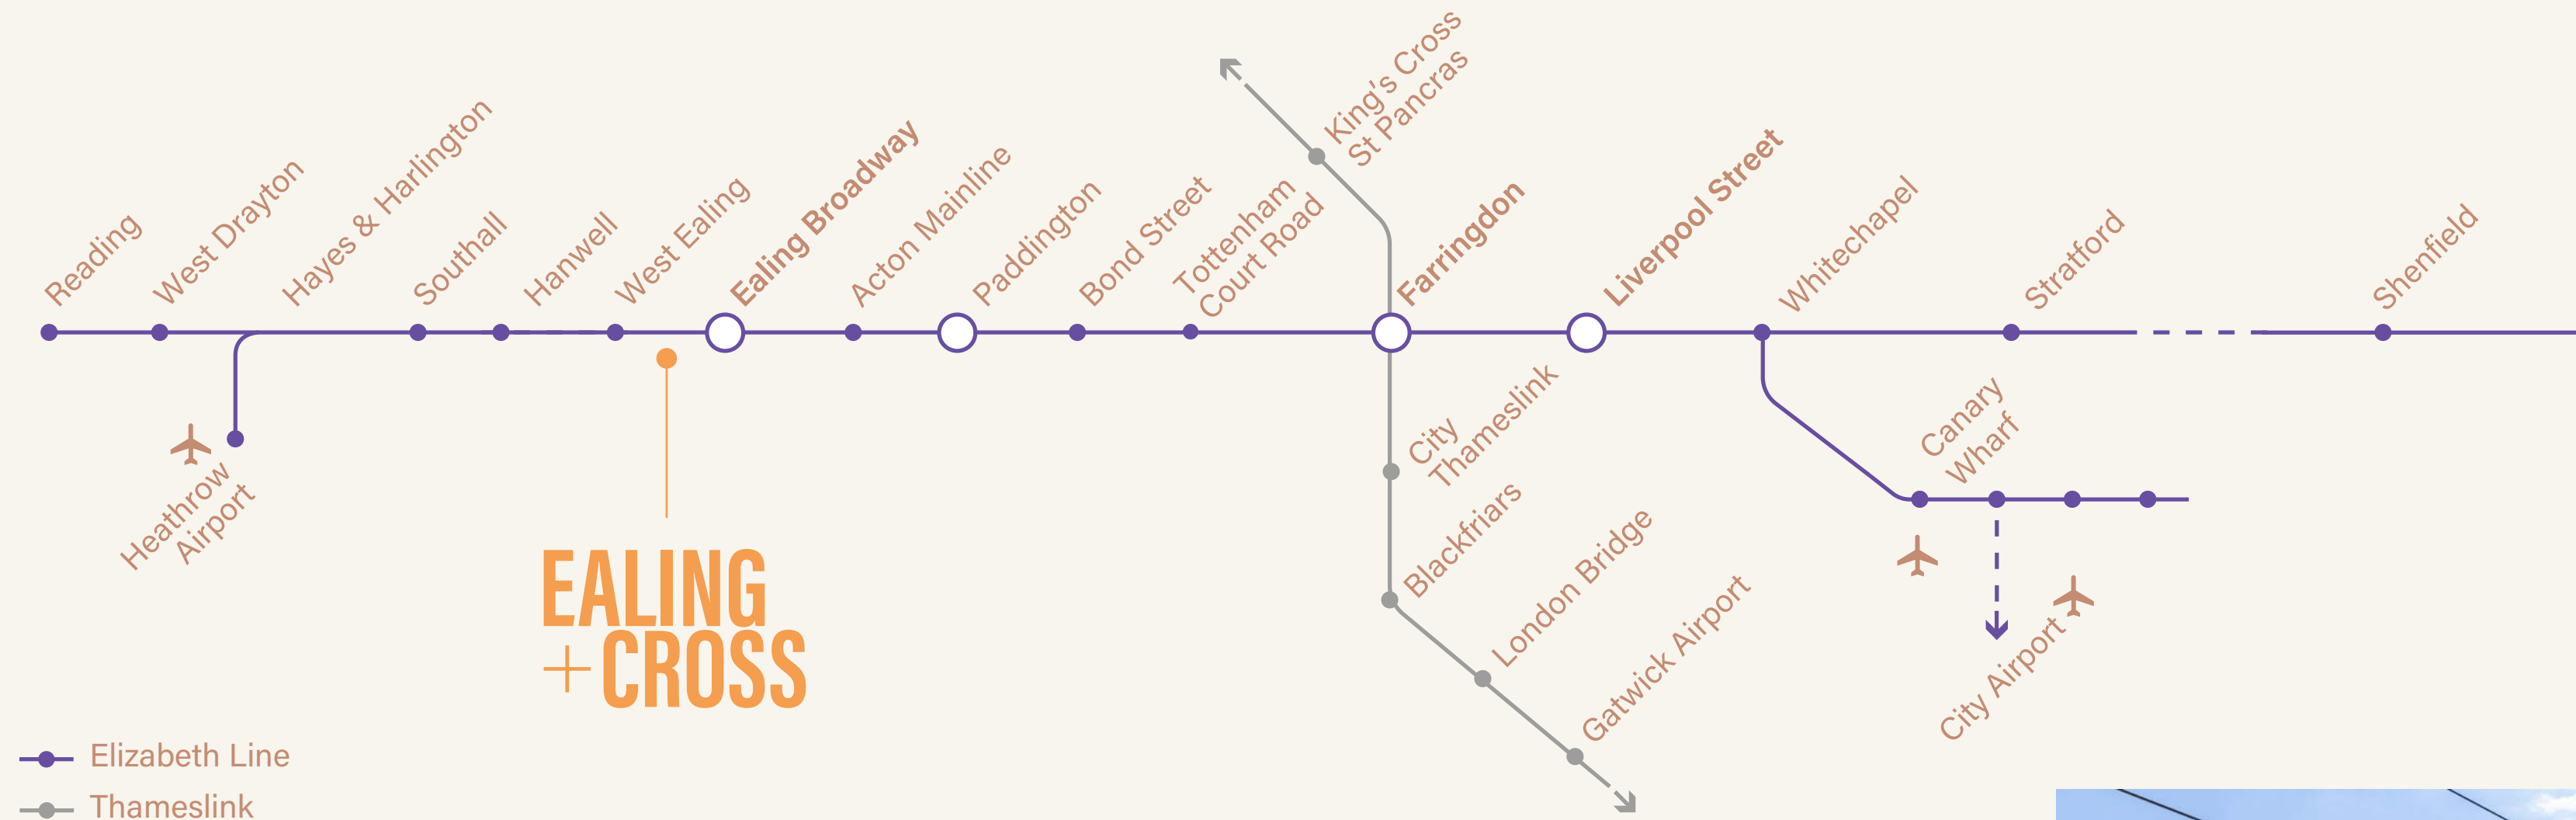 Reading
West Drayton
Hayes & Harlington
Southall
Hanwell
West Ealing
Ealing Broadway
Acton Mainline
Paddington
Bond Street
Tottenham
Court Road
King's Cross
St Pancras
Farringdon
Liverpool Street
Whitechapel
Stratford
Shenfield
Heathrow
Airport
City
Thameslink
Blackfriars
London Bridge
Gatwick Airport
Canary
Wharf
City Airport
EALING
+CROSS
Elizabeth Line
Thameslink